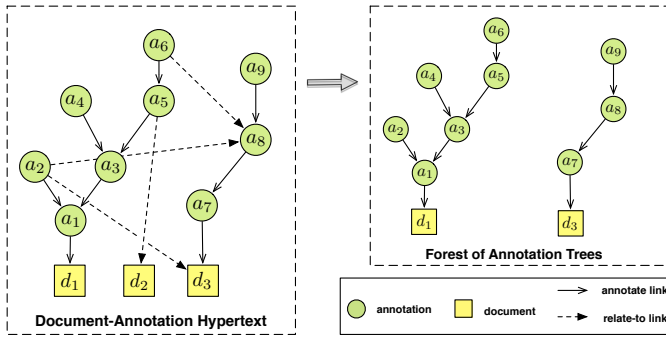 a6
a9
a4
a5
a8
a2
a3
a7
a1
d1
d2
d3
Document-Annotation Hypertext
a6
a9
a4
a5
a8
a2
a3
a7
a1
d1
d3
Forest of Annotation Trees
annotation
document
annotate link
relate-to link